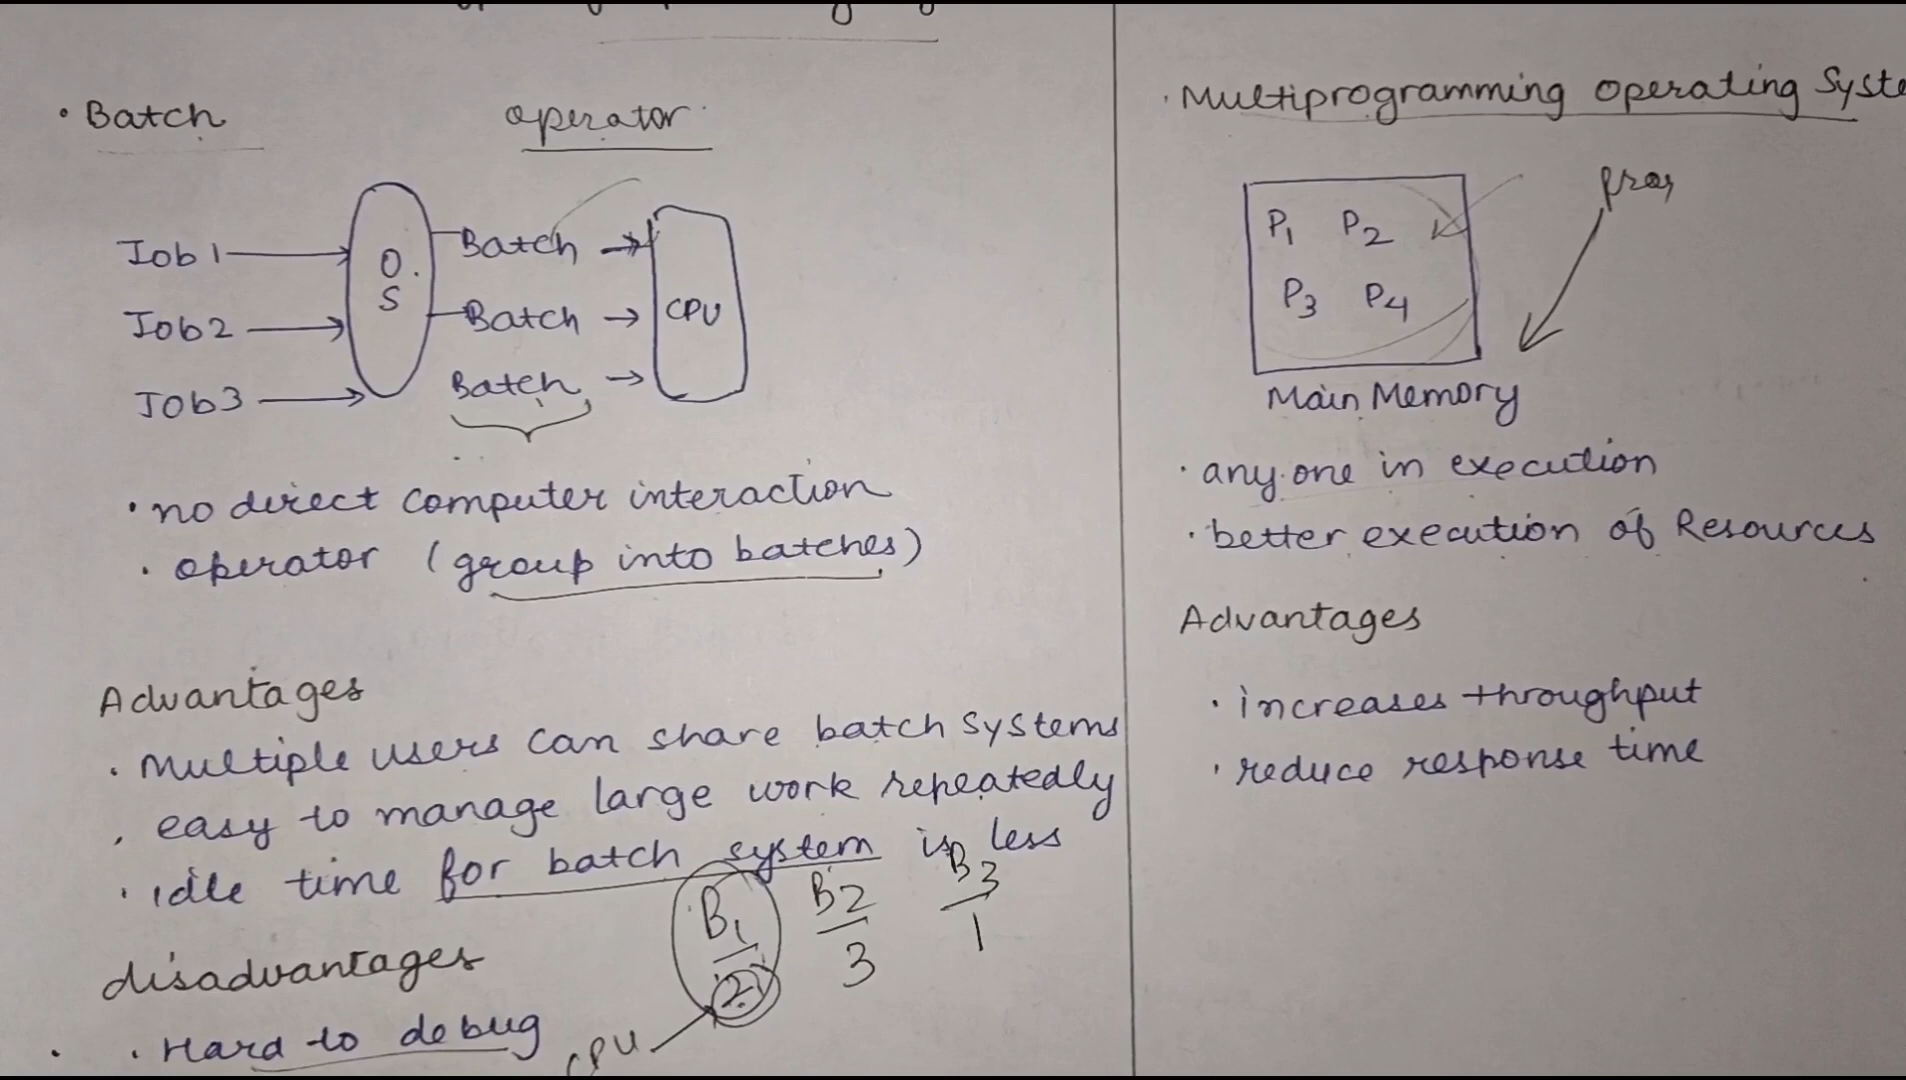 • Batch
operator
Job 1
Job 2
Job 3
O.
S
Batch
Batch
Batch
CPU
• no direct computer interaction
• operator (group into batches)
Advantages
• Multiple users can share batch systems
• easy to manage large work repeatedly
• idle time for batch system is less
B1 B2 B3
2 3 1
CPU
disadvantages
• Hard to debug
• Multiprogramming operating Syste
P1 P2
P3 P4
Main Memory
• any one in execution
• better execution of Resources
Advantages
• increases throughput
• reduce response time